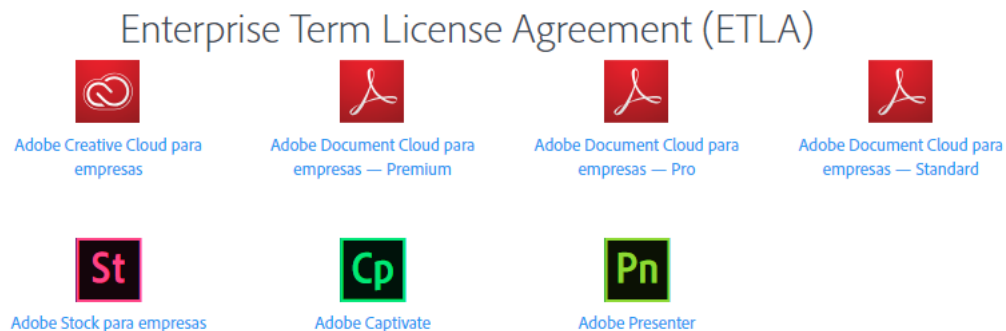 Enterprise Term License Agreement (ETLA)
Adobe Creative Cloud para
empresas
Adobe Document Cloud para
empresas — Premium
Adobe Document Cloud para
empresas — Pro
Adobe Document Cloud para
empresas — Standard
St
Adobe Stock para empresas
Cp
Adobe Captivate
Pn
Adobe Presenter